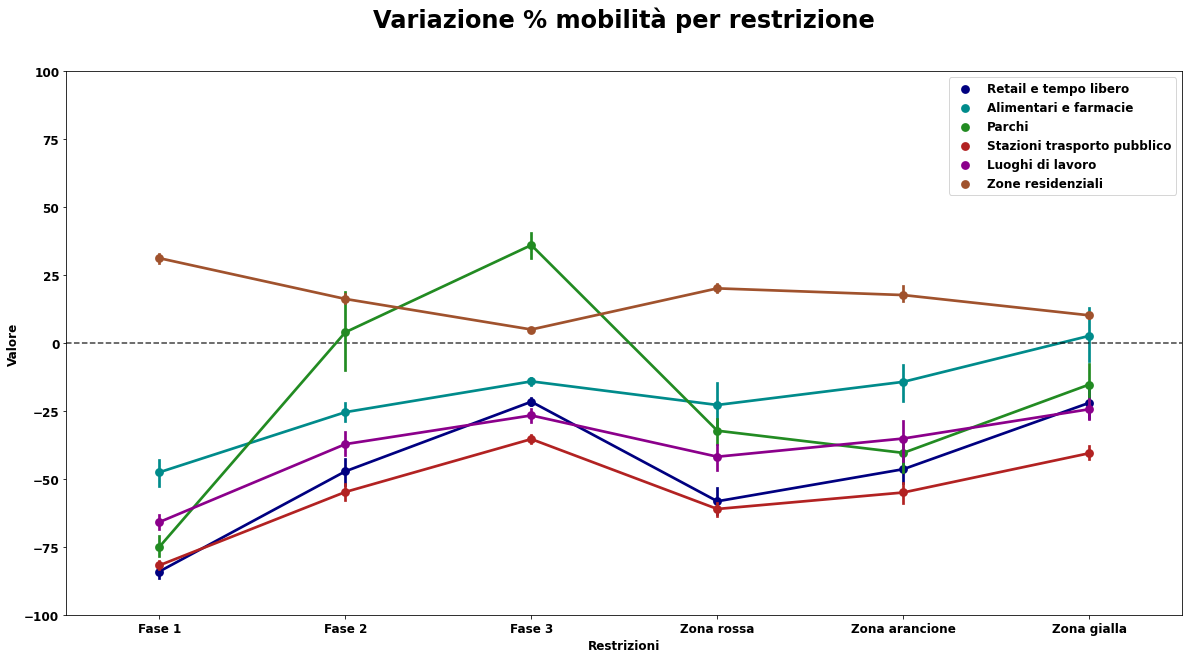 Variazione % mobilità per restrizione
100
75
50
25
0
−25
−50
−75
−100
Valore
Retail e tempo libero
Alimentari e farmacie
Parchi
Stazioni trasporto pubblico
Luoghi di lavoro
Zone residenziali
Fase 1
Fase 2
Fase 3
Zona rossa
Zona arancione
Zona gialla
Restrizioni